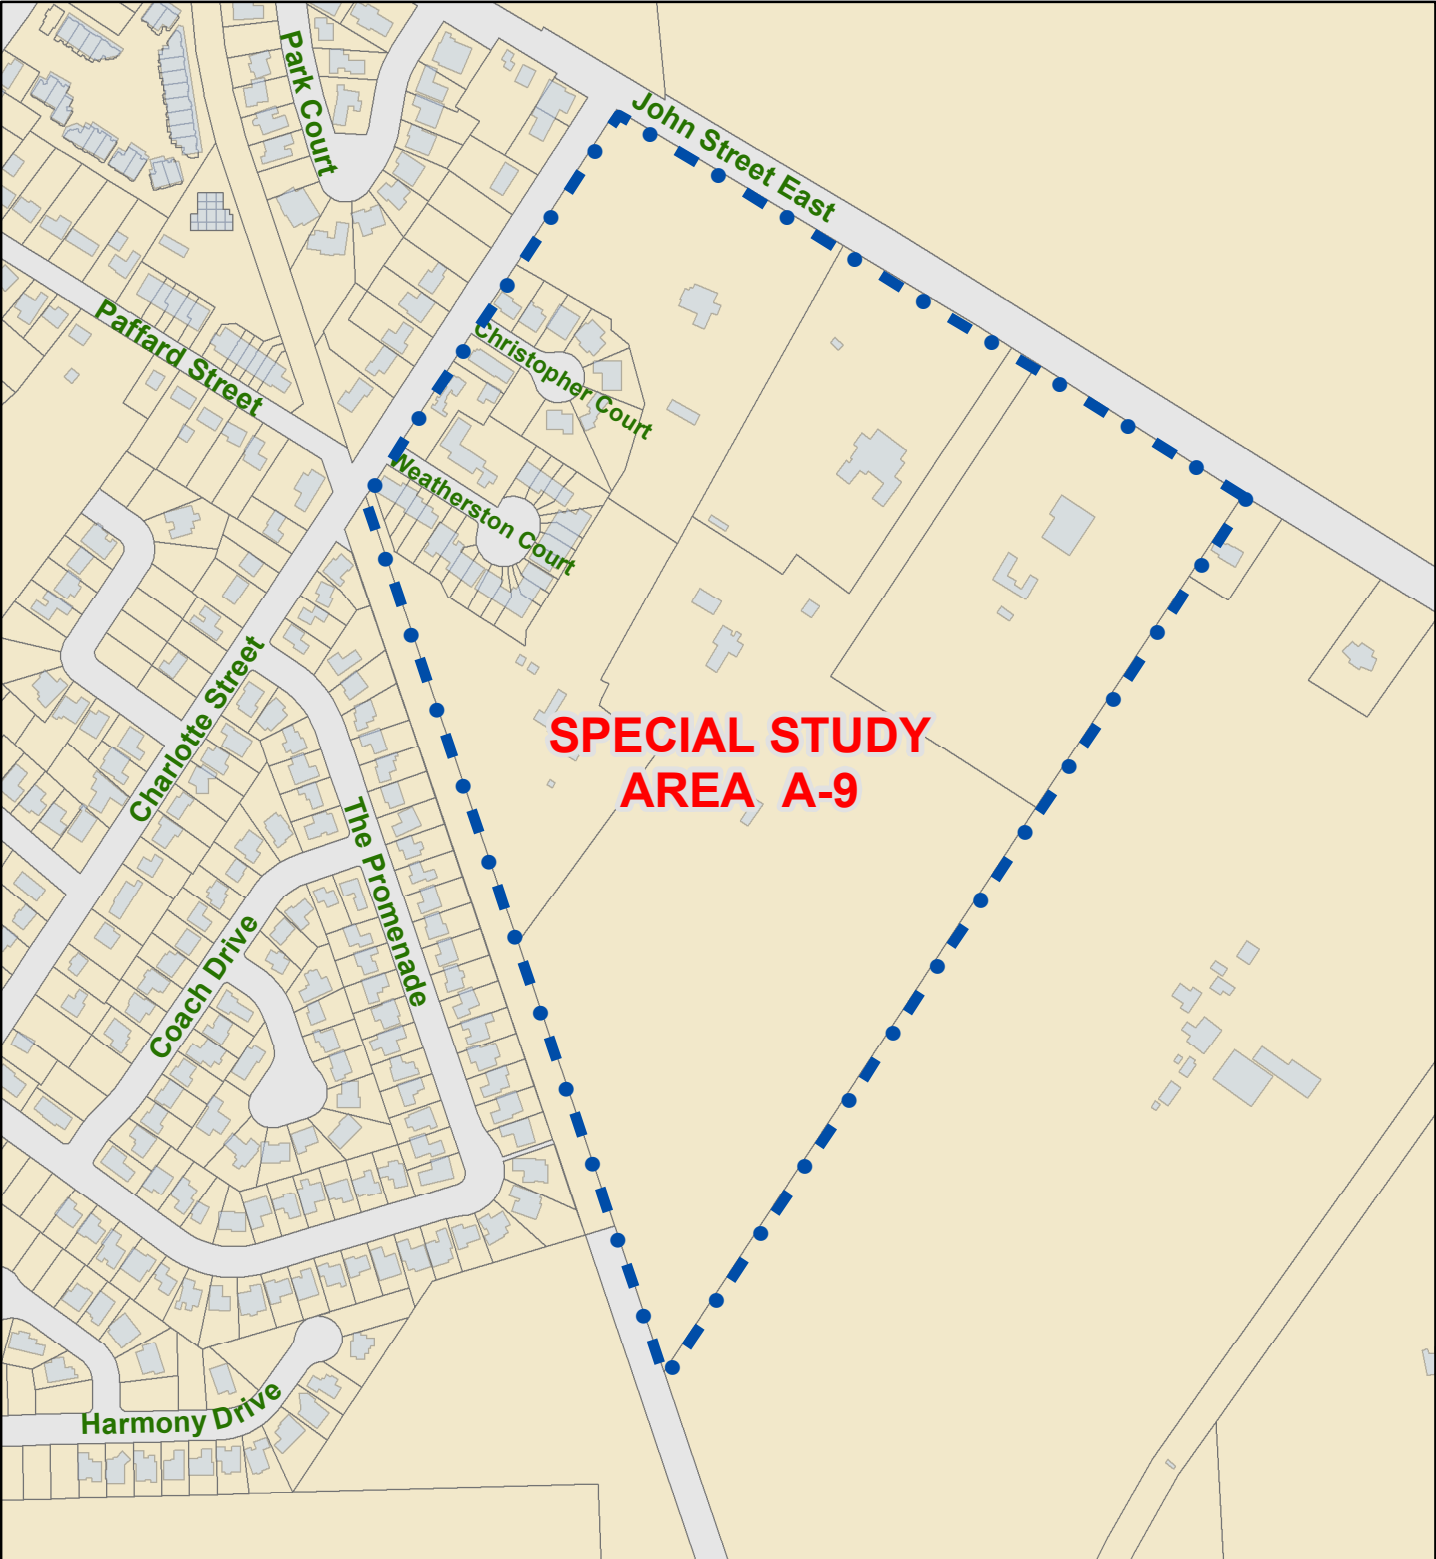 Park Court
John Street East
Paffard Street
Christopher Court
Weatherston Court
Charlotte Street
SPECIAL STUDY
AREA A-9
The Promenade
Coach Drive
Harmony Drive